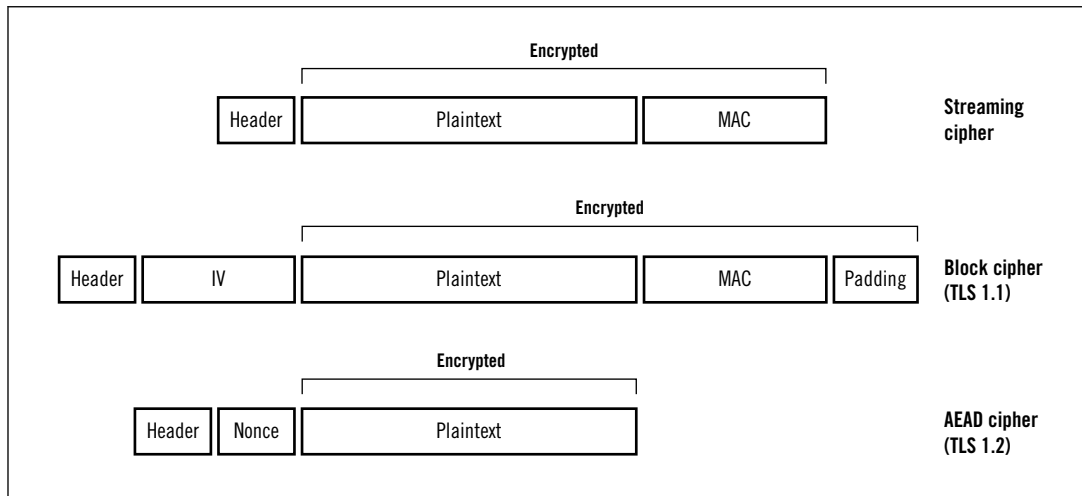 Encrypted
Header Plaintext MAC
Streaming
cipher
Encrypted
Header IV Plaintext MAC Padding
Block cipher
(TLS 1.1)
Encrypted
Header Nonce Plaintext
AEAD cipher
(TLS 1.2)